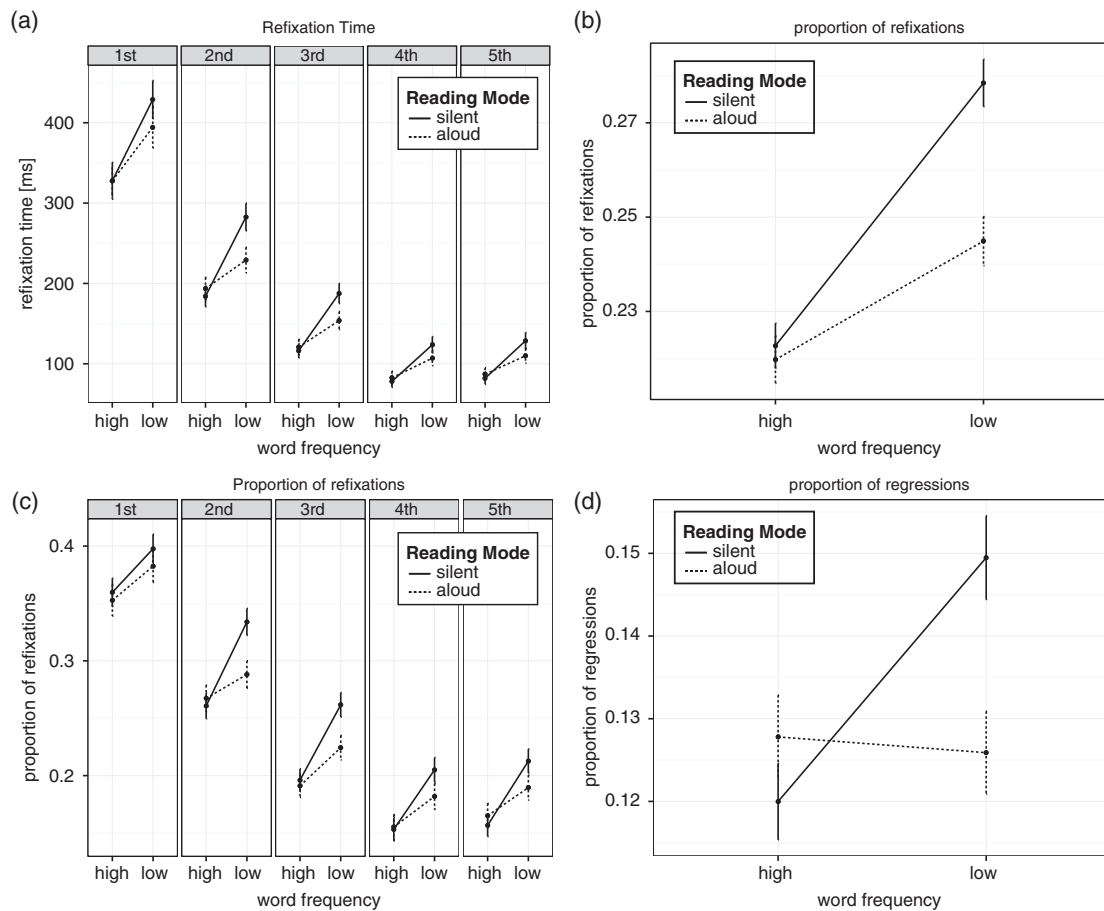 (a)
Refixation Time
1st 2nd 3rd 4th 5th
Reading Mode
silent
aloud
400
300
200
100
refixation time [ms]
high low high low high low high low high low
word frequency
(b)
proportion of refixations
Reading Mode
silent
aloud
0.27
0.25
0.23
proportion of refixations
high low
word frequency
(c)
Proportion of refixations
1st 2nd 3rd 4th 5th
Reading Mode
silent
aloud
0.4
0.3
0.2
proportion of refixations
high low high low high low high low high low
word frequency
(d)
proportion of regressions
Reading Mode
silent
aloud
0.15
0.14
0.13
0.12
proportion of regressions
high low
word frequency